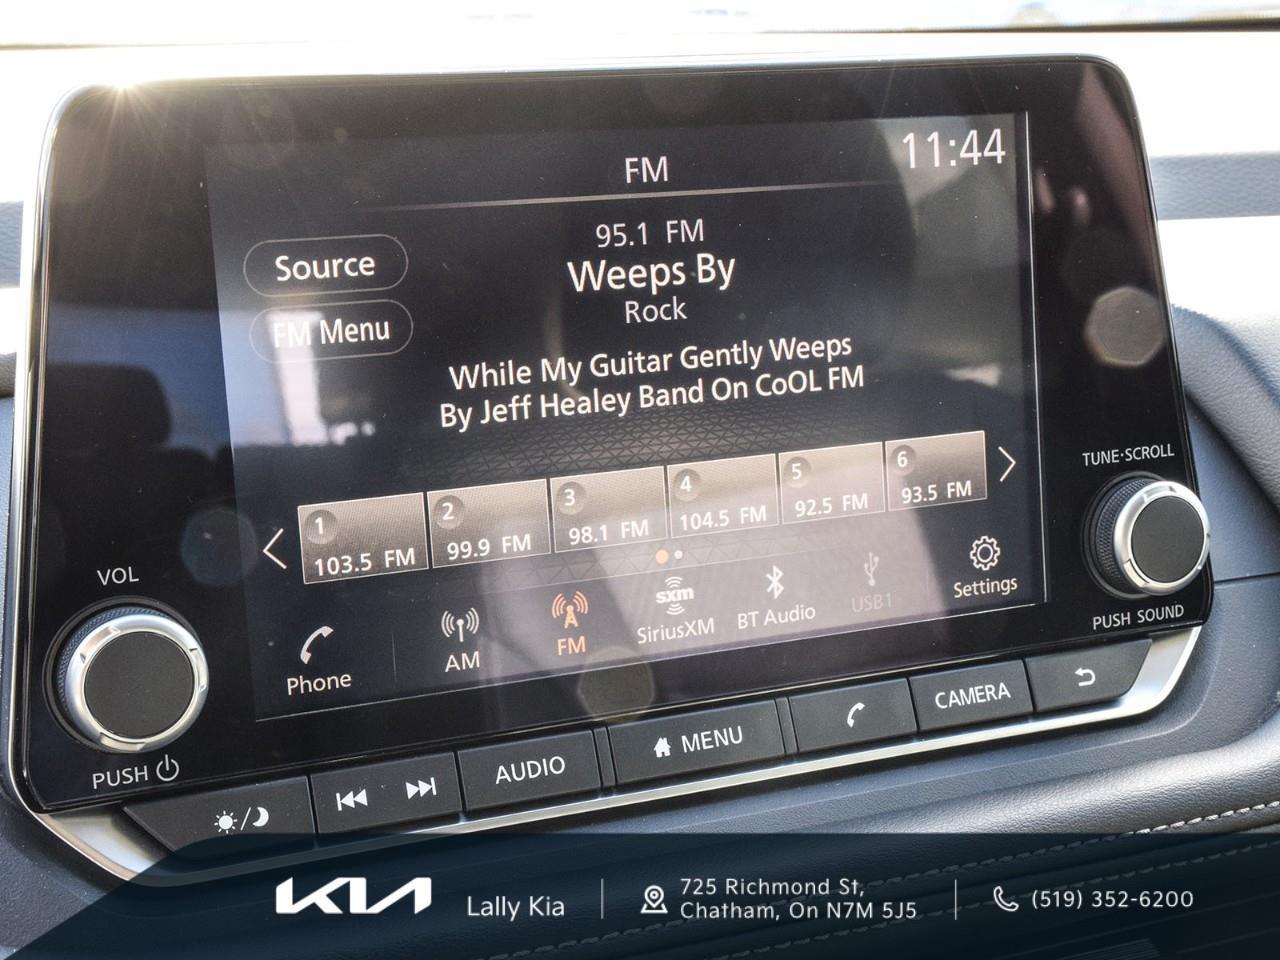 11:44
FM
95.1 FM
Source
Weeps By
Rock
FM Menu
While My Guitar Gently Weeps
By Jeff Healey Band On CoOL FM
TUNE·SCROLL
1
103.5 FM
2
99.9 FM
3
98.1 FM
4
104.5 FM
5
92.5 FM
6
93.5 FM
VOL
Phone
AM
FM
sxm
SiriusXM
BT Audio
USB1
Settings
PUSH SOUND
PUSH
AUDIO
MENU
CAMERA
KIA
Lally Kia
725 Richmond St,
Chatham, On N7M 5J5
(519) 352-6200